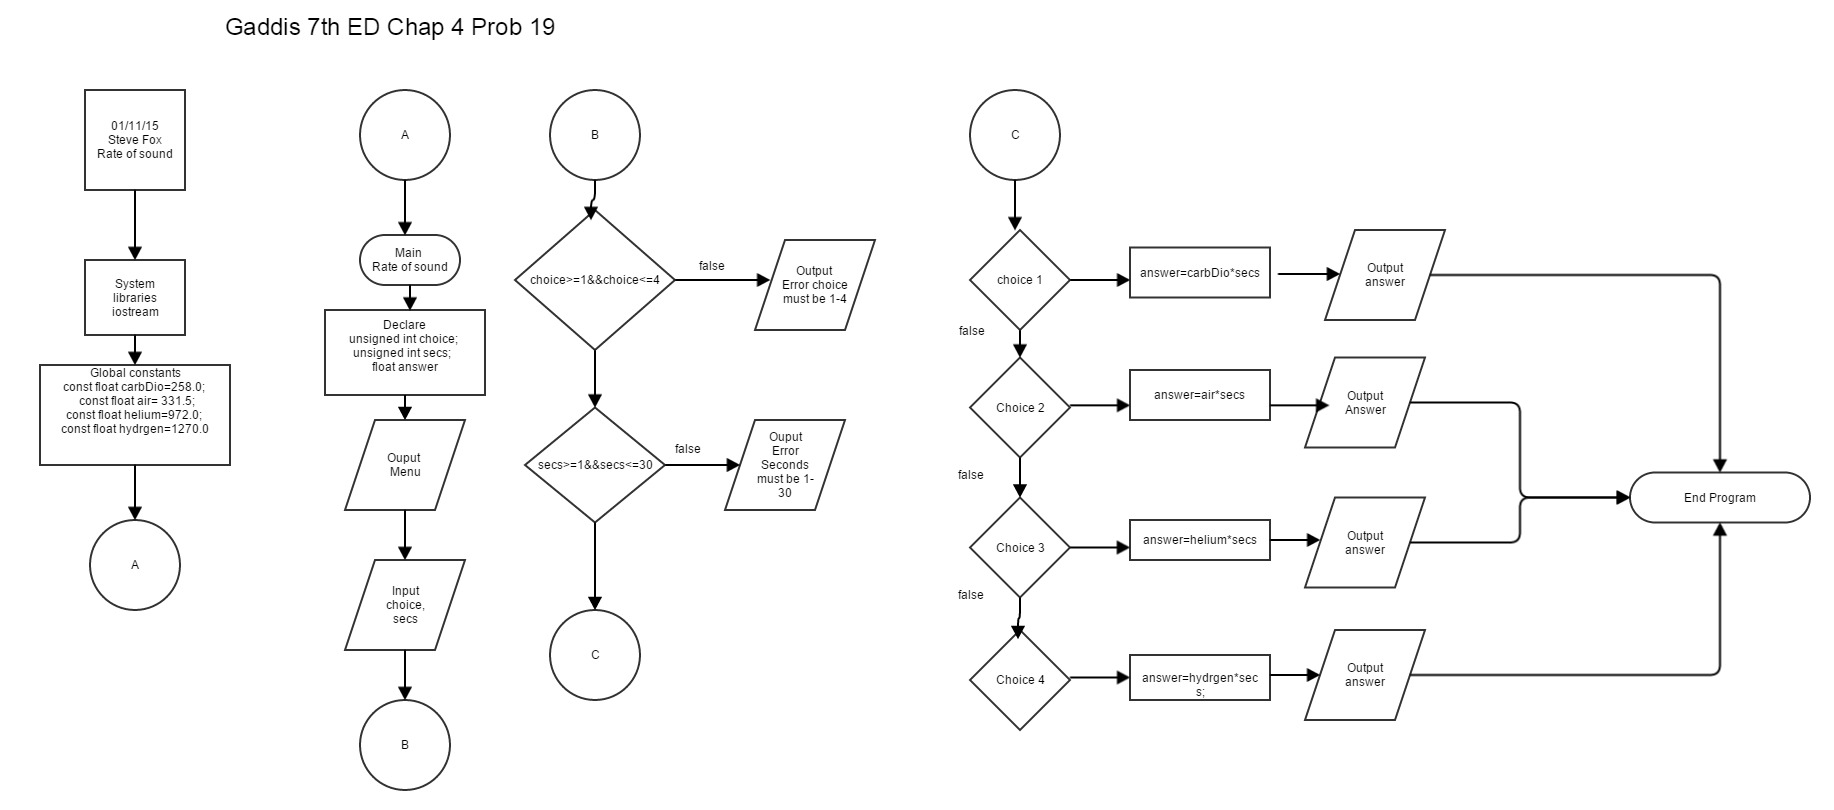 Gaddis 7th ED Chap 4 Prob 19
01/11/15
Steve Fox
Rate of sound
System
libraries
iostream
Global constants
const float carbDio=258.0;
const float air= 331.5;
const float helium=972.0;
const float hydrgen=1270.0
A
A
Main
Rate of sound
Declare
unsigned int choice;
unsigned int secs;
float answer
Ouput
Menu
Input
choice,
secs
B
B
choice>=1&&choice<=4
false
Output
Error choice
must be 1-4
secs>=1&&secs<=30
false
Ouput
Error
Seconds
must be 1-
30
C
C
choice 1
answer=carbDio*secs
Output
answer
false
Choice 2
answer=air*secs
Output
Answer
false
Choice 3
answer=helium*secs
Output
answer
false
Choice 4
answer=hydrgen*sec
s;
Output
answer
End Program